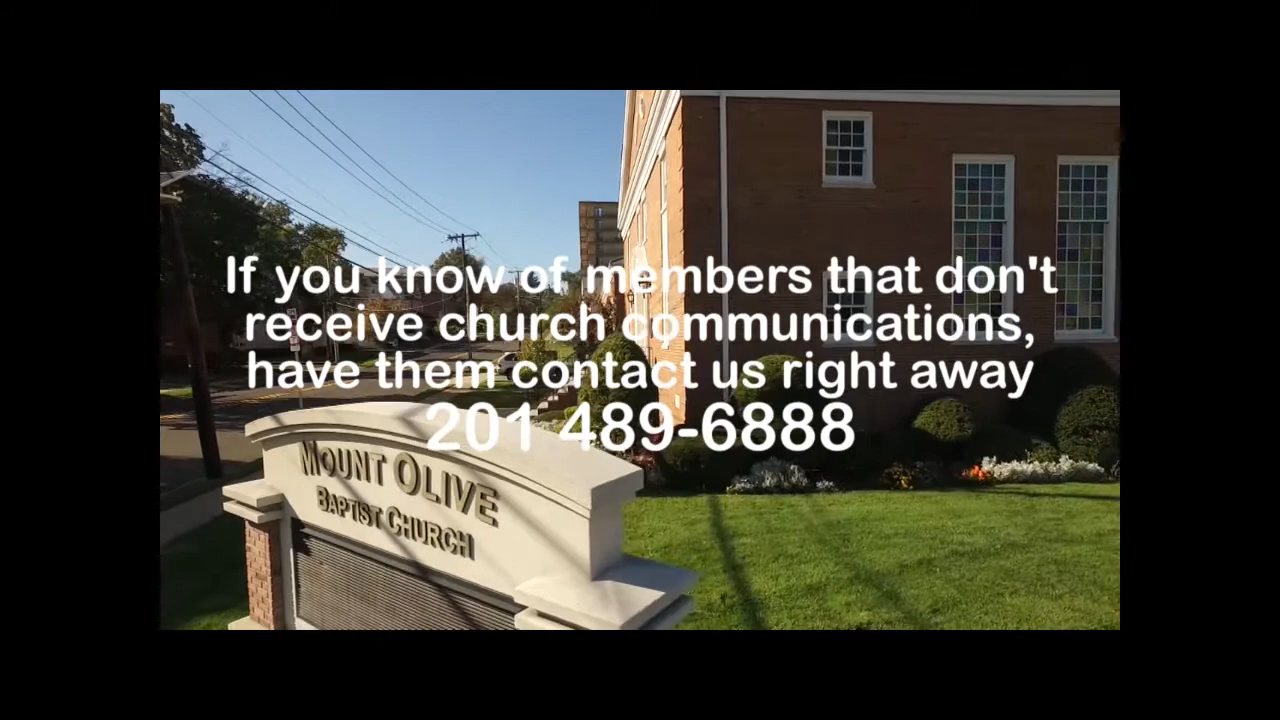 If you know of members that don't
receive church communications,
have them contact us right away
201 489-6888
MOUNT OLIVE
BAPTIST CHURCH